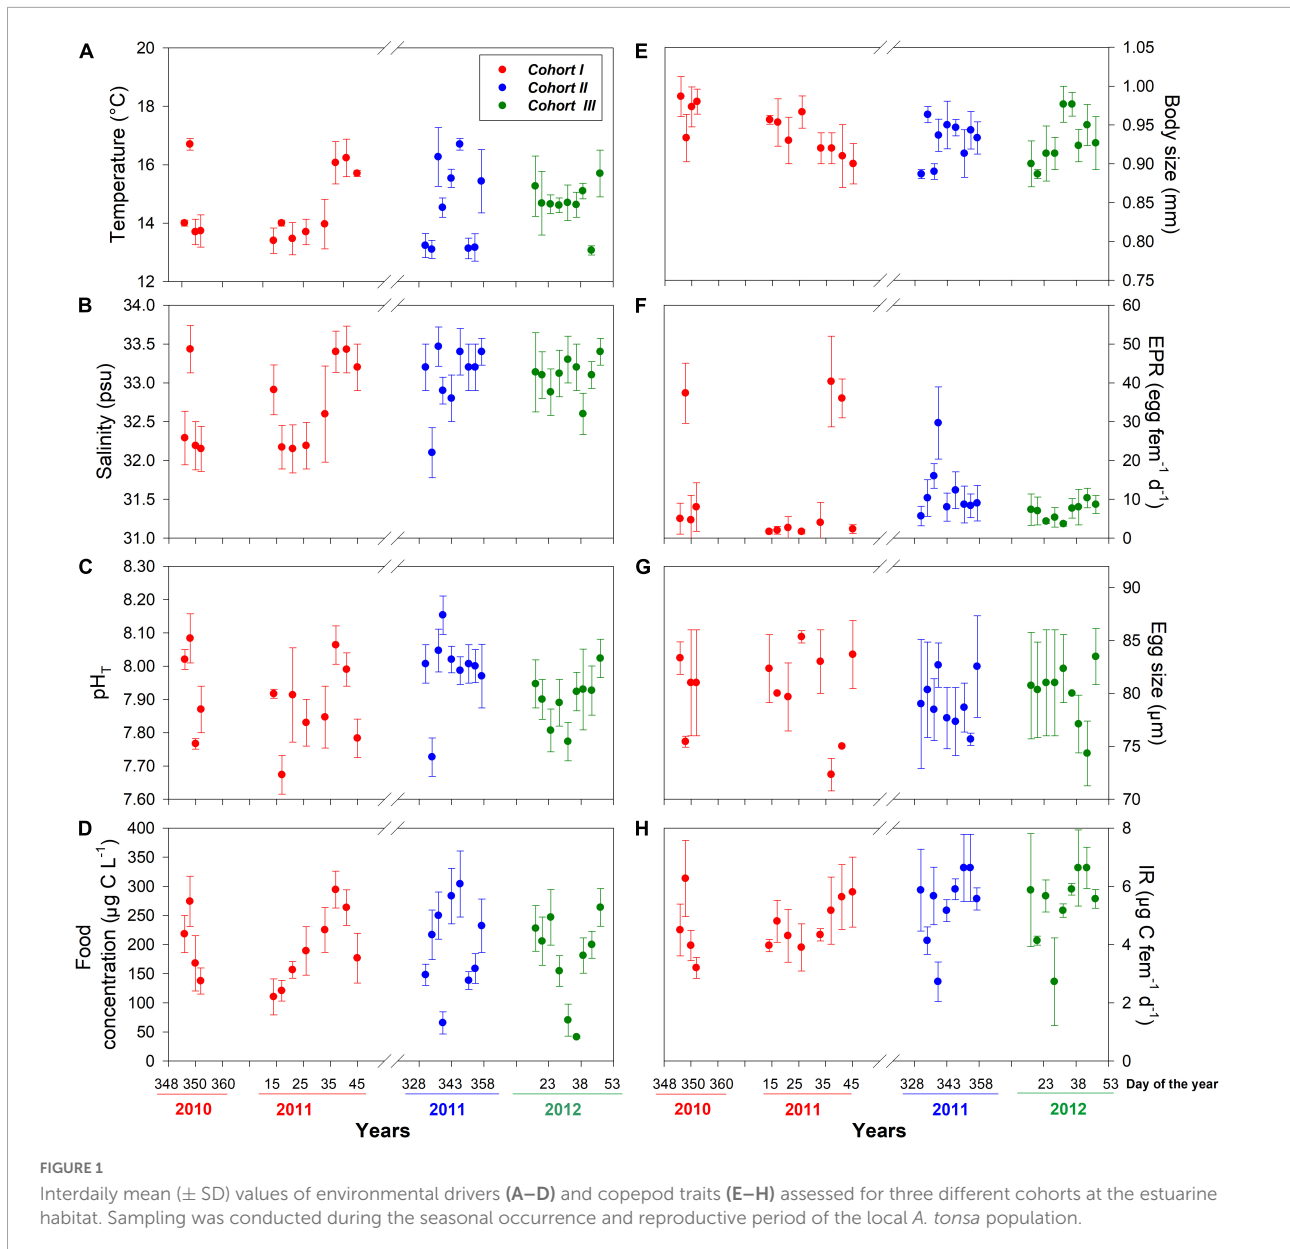 A
20
18
16
14
12
Temperature (°C)
Cohort I
Cohort II
Cohort III
E
1.05
1.00
0.95
0.90
0.85
0.80
0.75
Body size (mm)
B
34.0
33.5
33.0
32.5
32.0
31.5
31.0
Salinity (psu)
F
60
50
40
30
20
10
0
EPR (egg fem⁻¹ d⁻¹)
C
8.30
8.20
8.10
8.00
7.90
7.80
7.70
7.60
pH_T
G
90
85
80
75
70
Egg size (µm)
D
400
350
300
250
200
150
100
50
0
Food
concentration (µg C L⁻¹)
H
8
6
4
2
0
IR (µg C fem⁻¹ d⁻¹)
348 350 360 15 25 35 45 328 343 358 23 38 53
348 350 360 15 25 35 45 328 343 358 23 38 53 Day of the year
2010 2011 2011 2012
2010 2011 2011 2012
Years
Years
FIGURE 1
Interdaily mean (± SD) values of environmental drivers (A–D) and copepod traits (E–H) assessed for three different cohorts at the estuarine
habitat. Sampling was conducted during the seasonal occurrence and reproductive period of the local A. tonsa population.